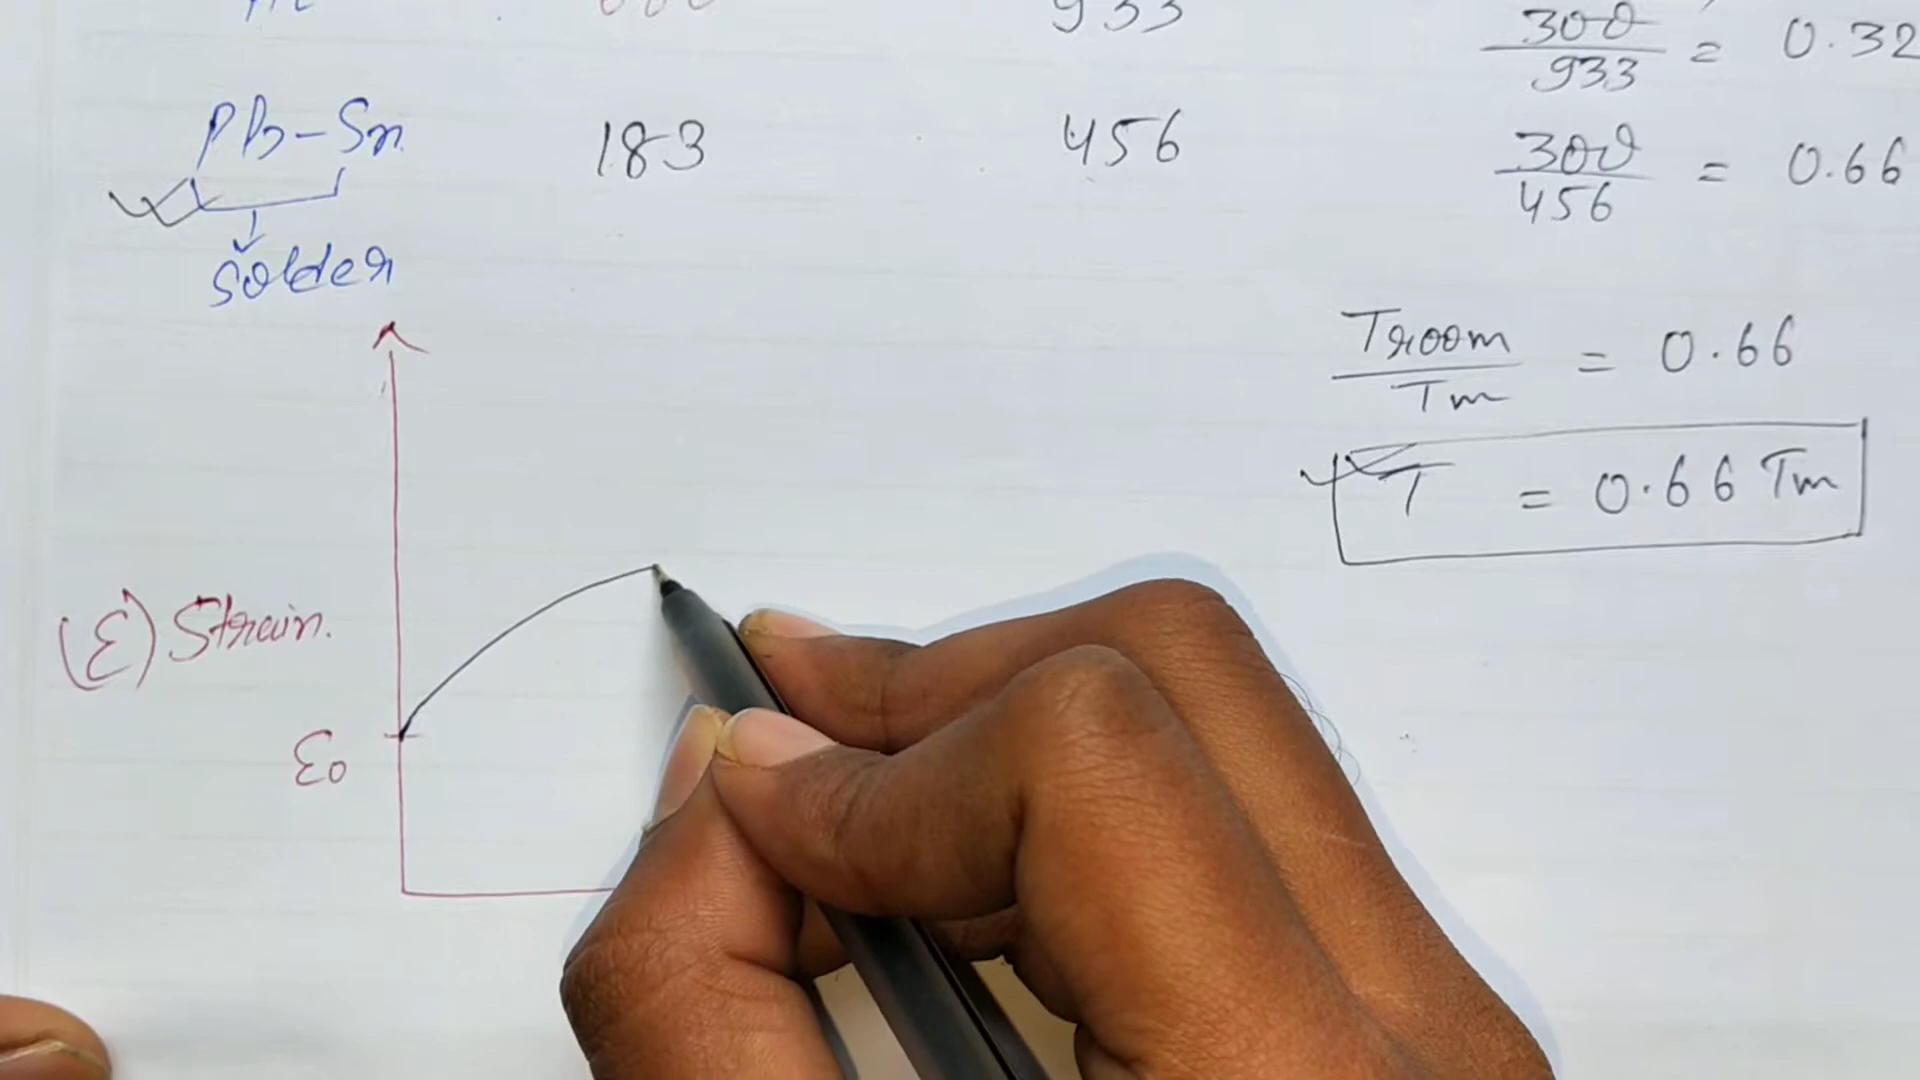 933
300/933 = 0.32
Pb-Sn 183 456 300/456 = 0.66
Solder
Troom/Tm = 0.66
T = 0.66 Tm
(ε) Strain.
ε0